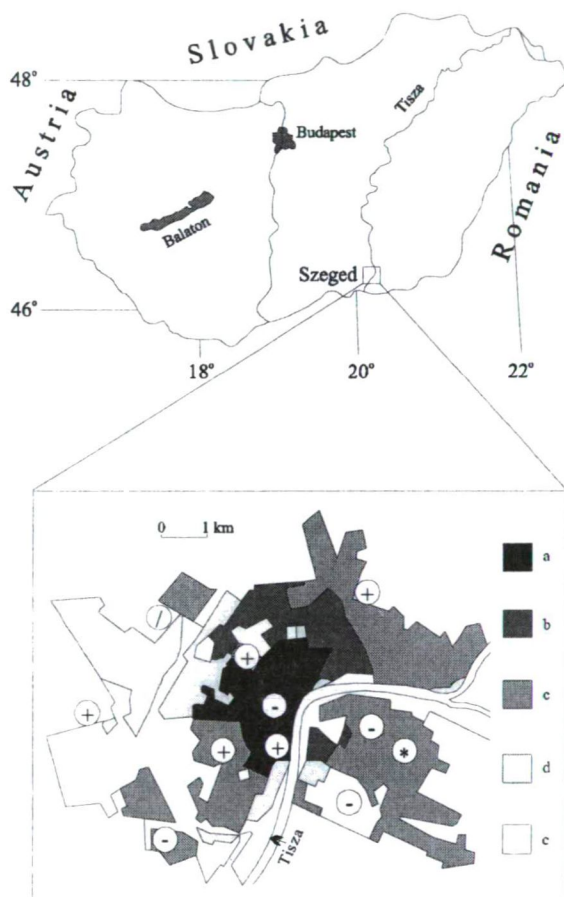 Slovakia
48°
Austria
Tisza
Budapest
Balaton
Romania
Szeged
46°
18°
20°
22°
0 1 km
a
b
c
d
e
+
/
+
+
-
-
+
+
*
-
-
Tisza